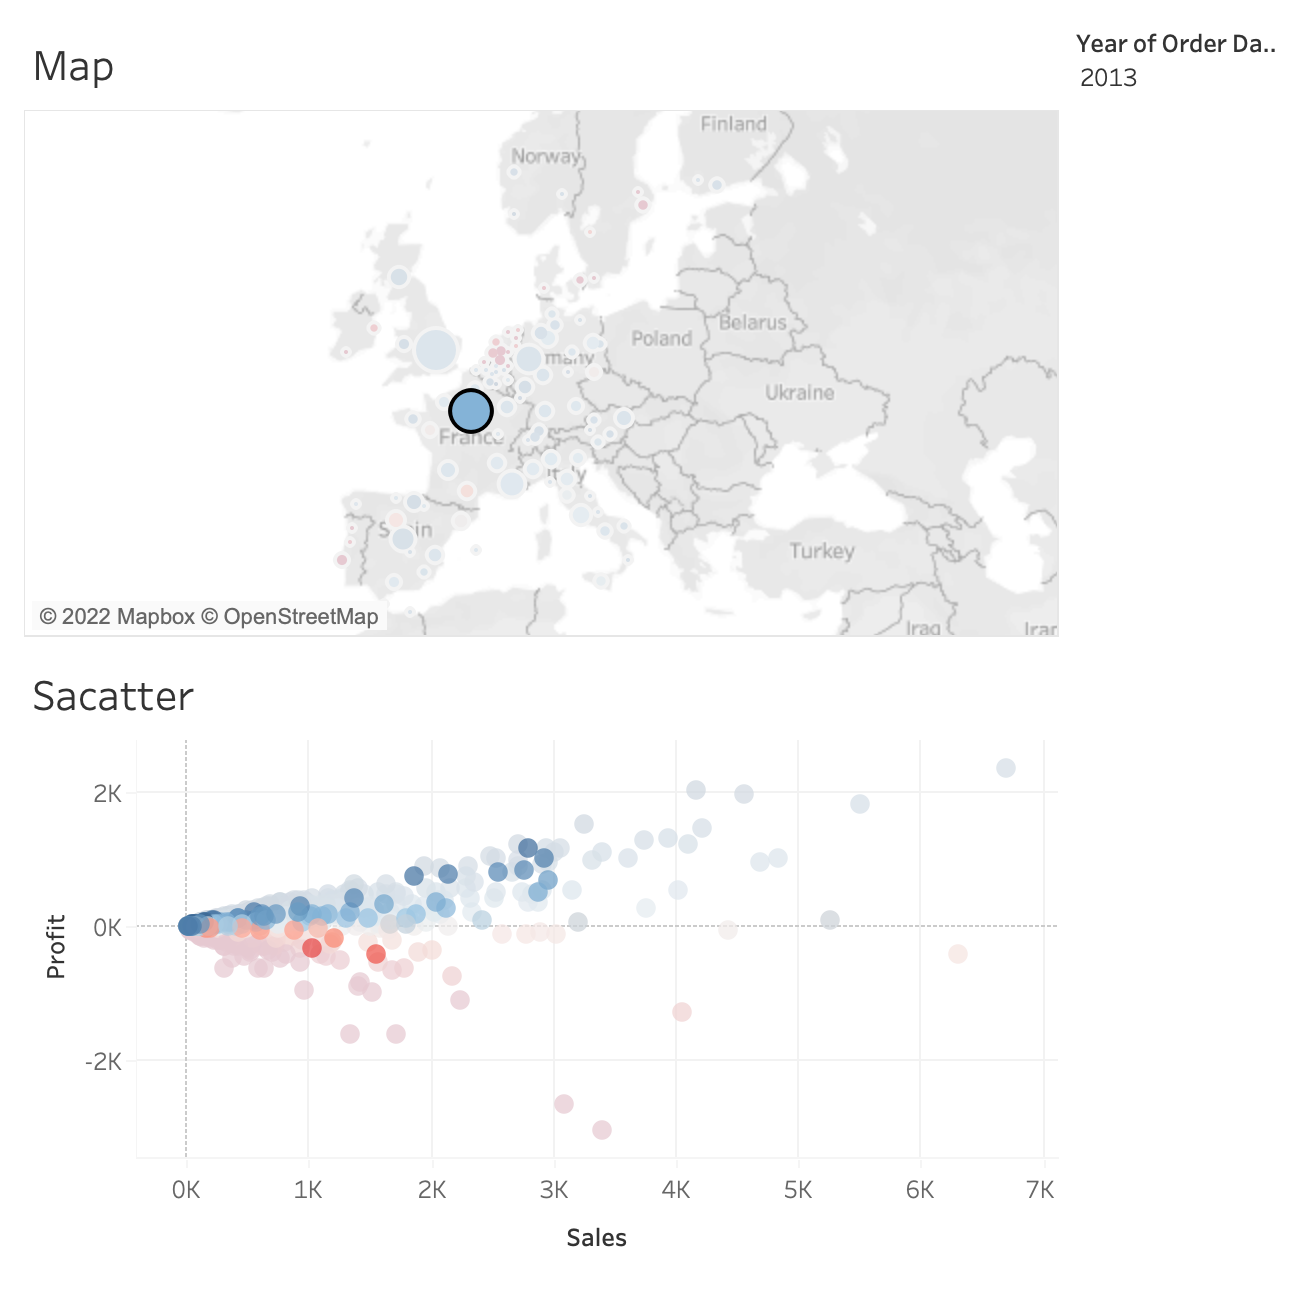 Map
Year of Order Da..
2013
Finland
Norway
Belarus
Poland
many
Ukraine
France
Italy
Spain
Turkey
© 2022 Mapbox © OpenStreetMap
Iraq
Iran
Sacatter
2K
0K
-2K
Profit
0K 1K 2K 3K 4K 5K 6K 7K
Sales